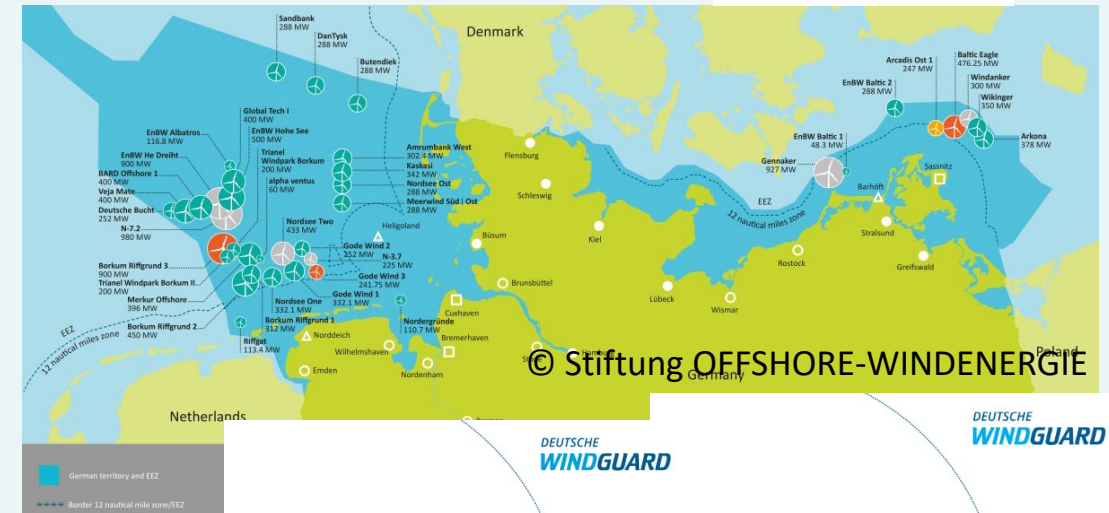 Sandbank
288 MW
DanTysk
288 MW
Butendiek
288 MW
Denmark
Global Tech I
400 MW
EnBW Albatros
116.8 MW
EnBW Hohe See
500 MW
EnBW He Dreiht
900 MW
Trianel
Windpark Borkum
200 MW
BARD Offshore 1
400 MW
alpha ventus
60 MW
Veja Mate
400 MW
Deutsche Bucht
252 MW
N-7.2
980 MW
Nordsee Two
433 MW
Amrumbank West
302.4 MW
Kaskasi
342 MW
Nordsee Ost
288 MW
Meerwind Süd | Ost
288 MW
Gode Wind 2
252 MW
N-3.7
225 MW
Gode Wind 3
241.75 MW
Borkum Riffgrund 3
900 MW
Trianel Windpark Borkum II
200 MW
Merkur Offshore
396 MW
Borkum Riffgrund 2
450 MW
Nordsee One
332.1 MW
Gode Wind 1
332.1 MW
Borkum Riffgrund 1
312 MW
Riffgat
113.4 MW
Nordergründe
110.7 MW
EEZ
12 nautical miles zone
Heligoland
Flensburg
Schleswig
Büsum
Kiel
Brunsbüttel
Cuxhaven
Bremerhaven
Norddeich
Wilhelmshaven
Emden
Nordenham
Lübeck
Wismar
Rostock
Hamburg
Netherlands
Arcadis Ost 1
247 MW
Baltic Eagle
476.25 MW
EnBW Baltic 2
288 MW
Windanker
300 MW
Wikinger
350 MW
Arkona
378 MW
EnBW Baltic 1
48.3 MW
Gennaker
927 MW
EEZ
12 nautical miles zone
Sassnitz
Barhöft
Stralsund
Greifswald
Poland
Germany
© Stiftung OFFSHORE-WINDENERGIE
DEUTSCHE
WINDGUARD
DEUTSCHE
WINDGUARD
German territory and EEZ
Border 12 nautical mile zone/EEZ